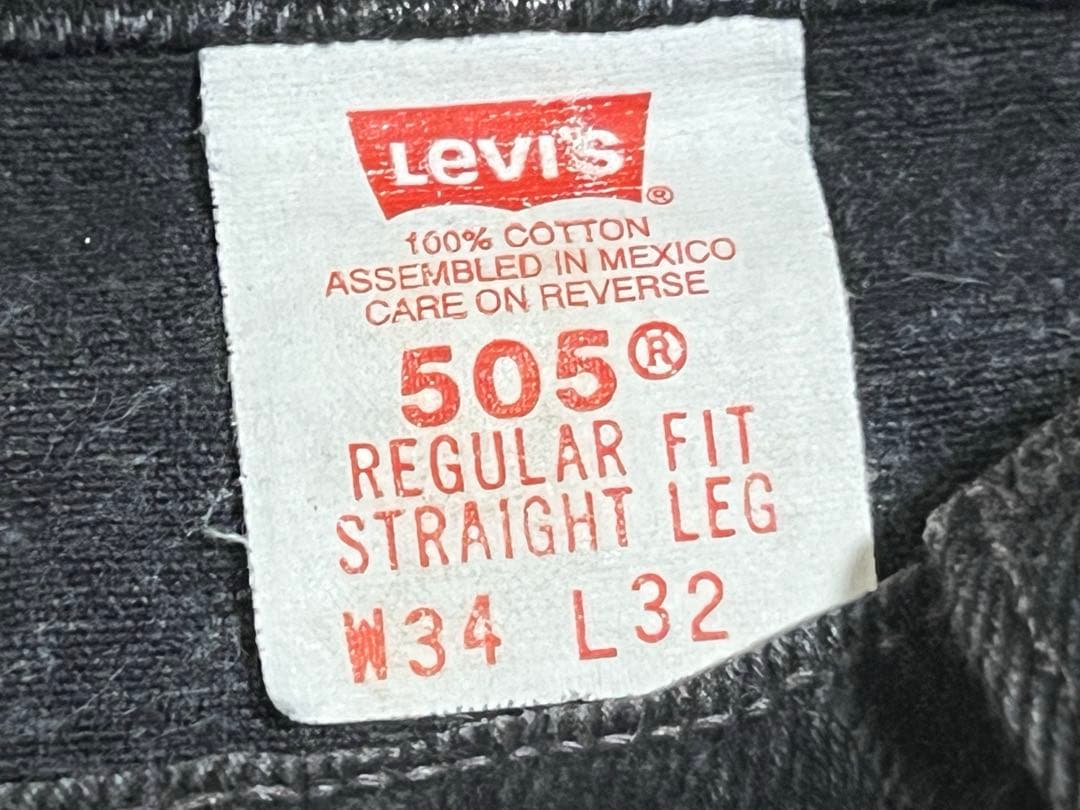 LEVI'S®
100% COTTON
ASSEMBLED IN MEXICO
CARE ON REVERSE
505®
REGULAR FIT
STRAIGHT LEG
W34 L32